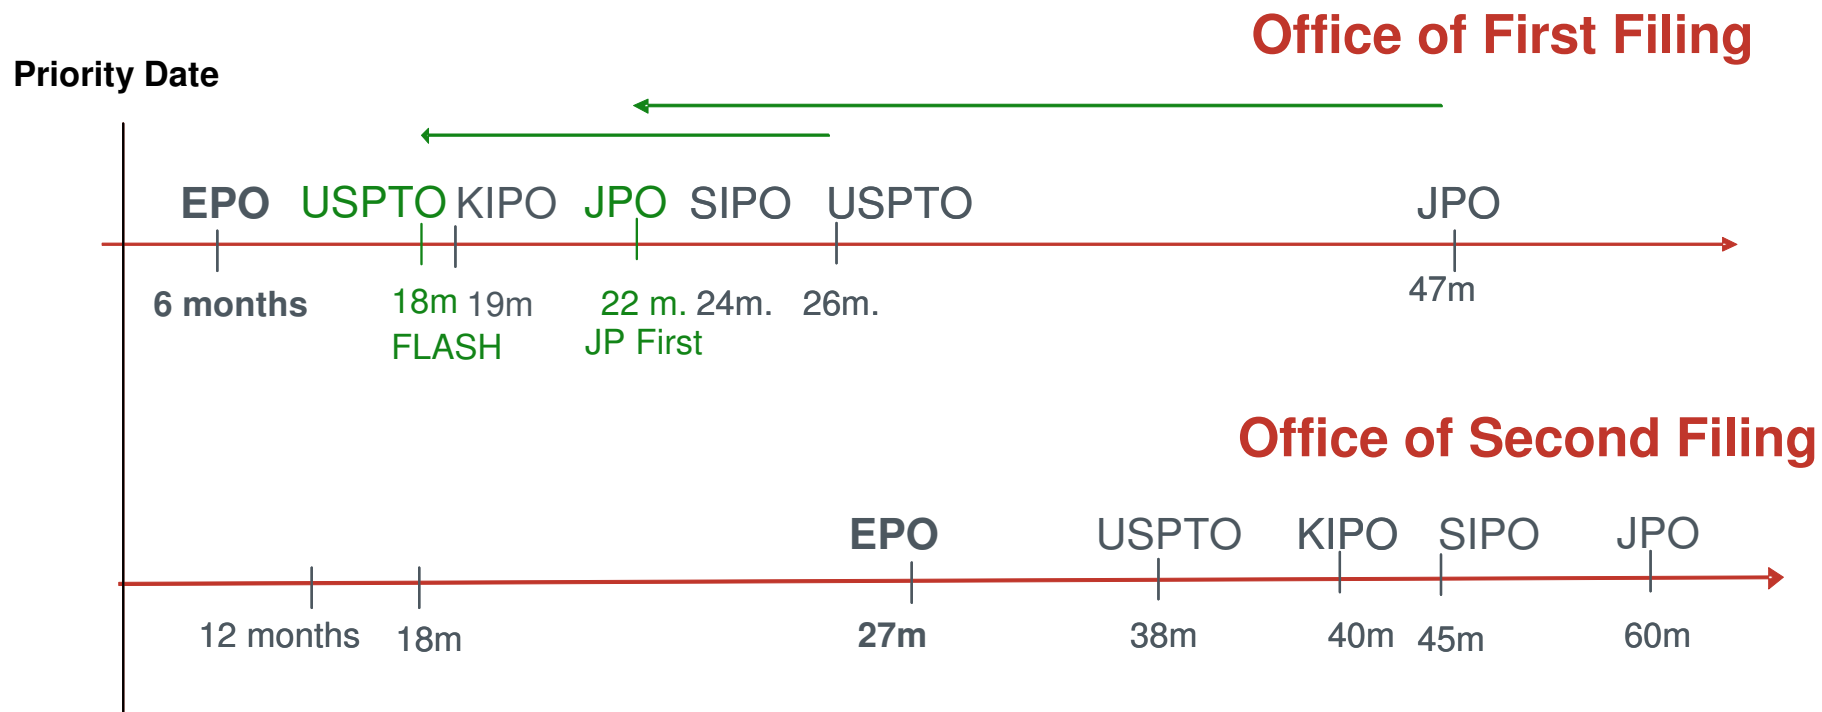 Office of First Filing
Priority Date
EPO USPTO KIPO JPO SIPO USPTO JPO
6 months 18m 19m 22 m. 24m. 26m. 47m
FLASH JP First
Office of Second Filing
EPO USPTO KIPO SIPO JPO
12 months 18m 27m 38m 40m 45m 60m